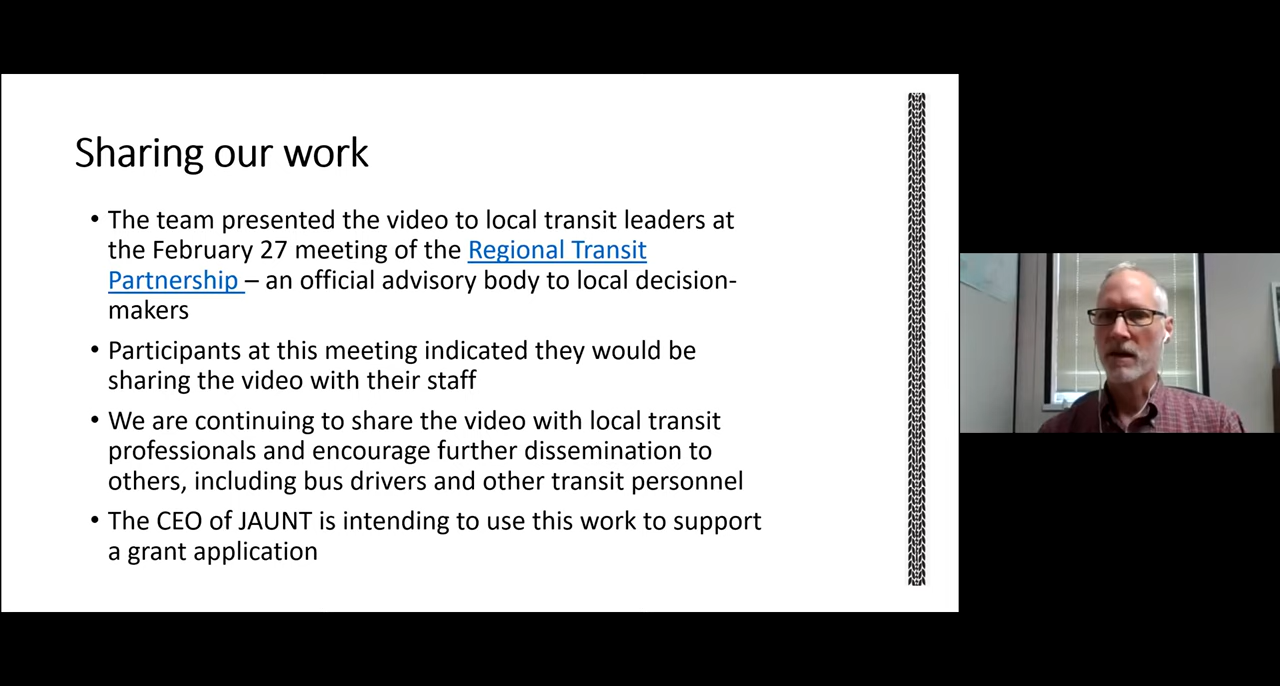 Sharing our work
• The team presented the video to local transit leaders at
the February 27 meeting of the Regional Transit
Partnership – an official advisory body to local decision-
makers
• Participants at this meeting indicated they would be
sharing the video with their staff
• We are continuing to share the video with local transit
professionals and encourage further dissemination to
others, including bus drivers and other transit personnel
• The CEO of JAUNT is intending to use this work to support
a grant application